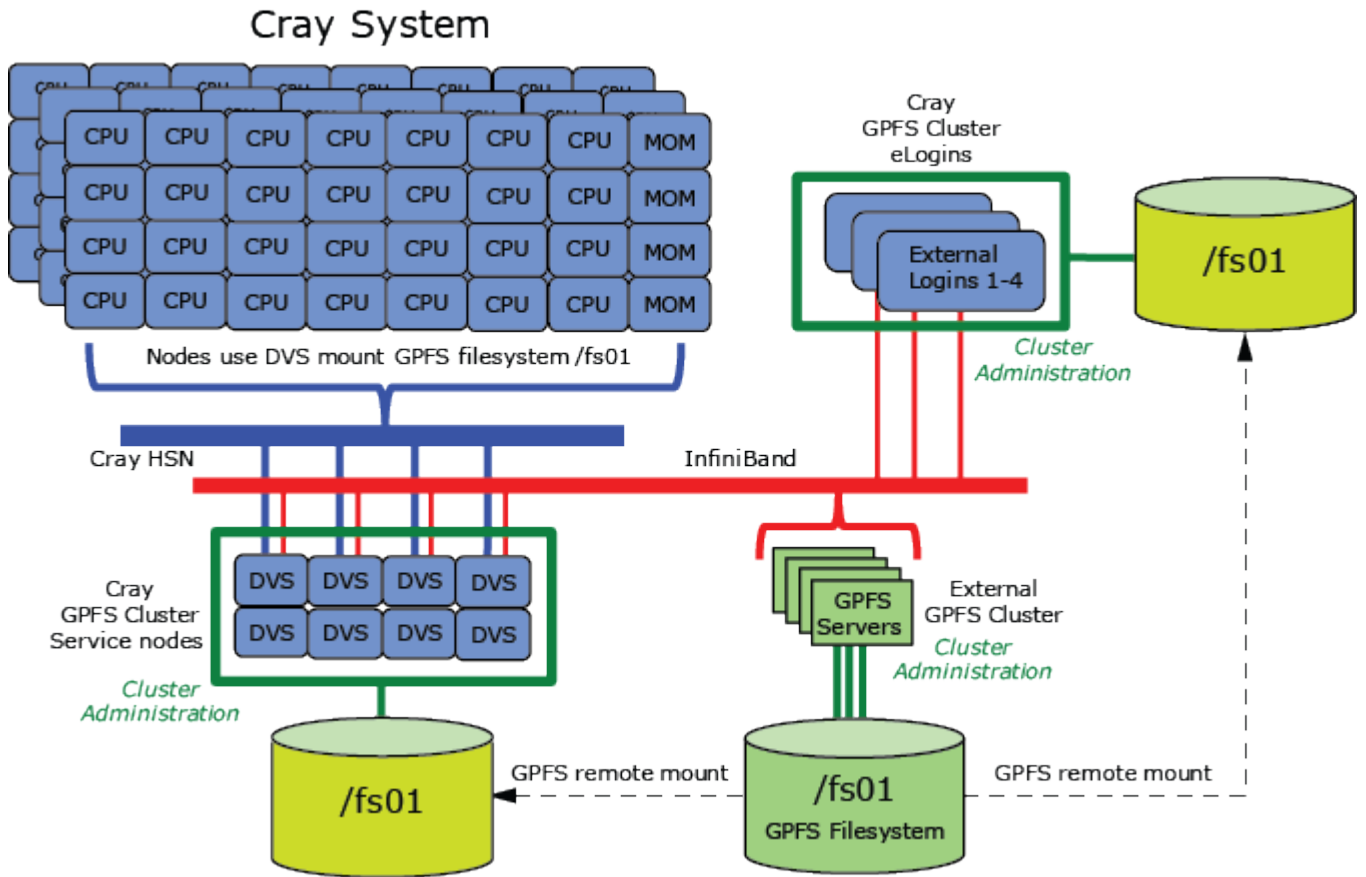 Cray System
CPU CPU CPU CPU CPU CPU CPU MOM
CPU CPU CPU CPU CPU CPU CPU MOM
CPU CPU CPU CPU CPU CPU CPU MOM
CPU CPU CPU CPU CPU CPU CPU MOM
Nodes use DVS mount GPFS filesystem /fs01
Cray HSN
InfiniBand
Cray
GPFS Cluster
eLogins
External
Logins 1-4
/fs01
Cluster
Administration
Cray
GPFS Cluster
Service nodes
DVS DVS DVS DVS
DVS DVS DVS DVS
Cluster
Administration
GPFS
Servers
External
GPFS Cluster
Cluster
Administration
/fs01
GPFS remote mount
/fs01
GPFS Filesystem
GPFS remote mount